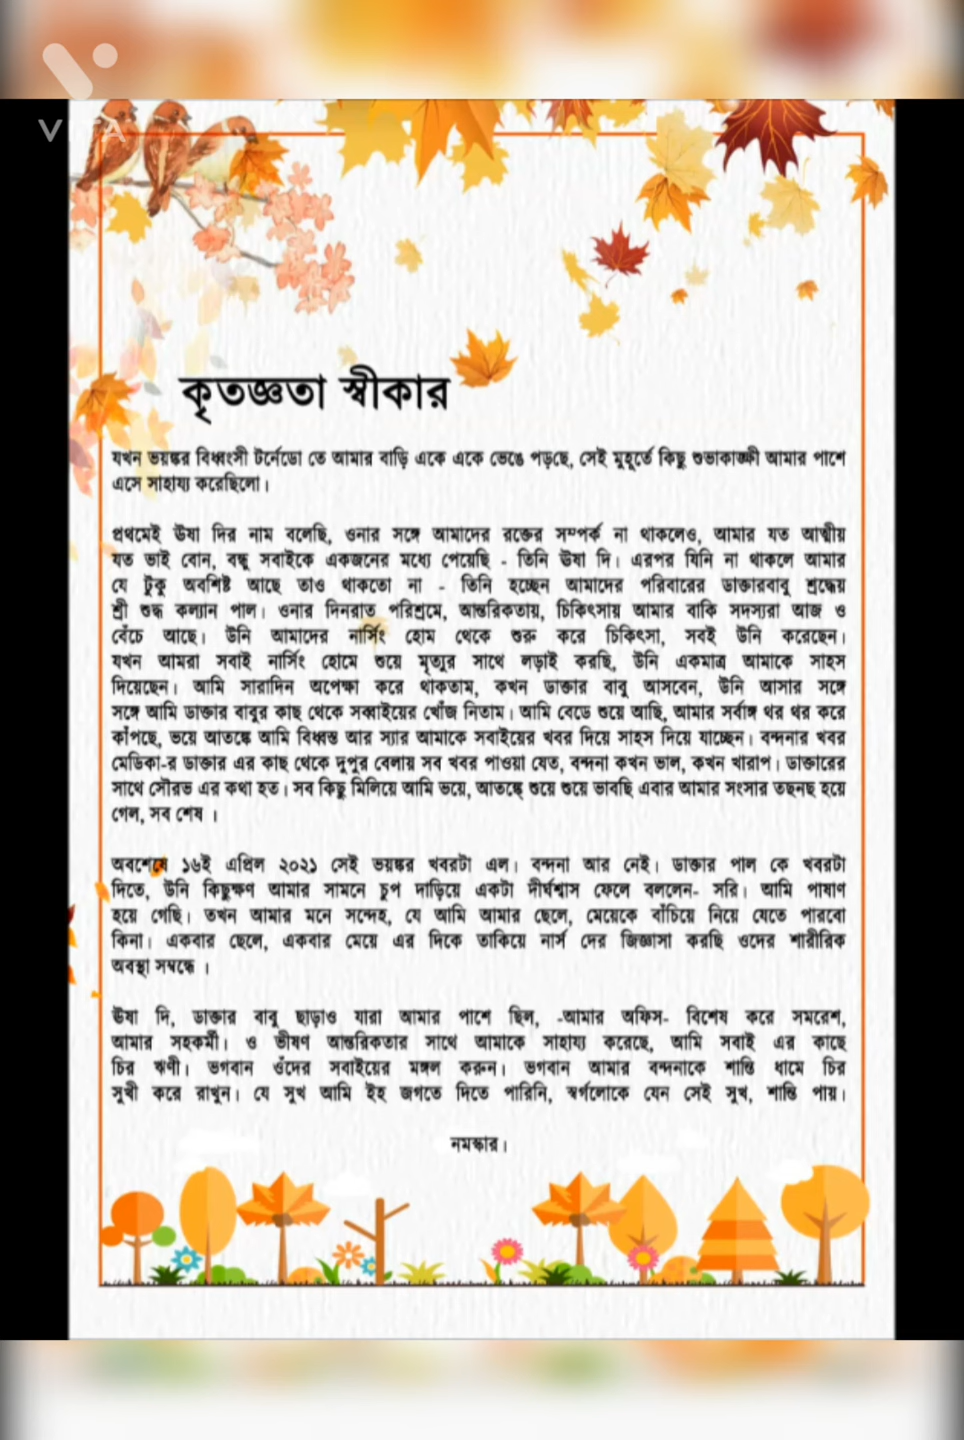 VITA
কৃতজ্ঞতা স্বীকার
যখন ভয়ঙ্কর বিধ্বংসী টর্নেডো তে আমার বাড়ি একে একে ভেঙে পড়ছে, সেই মুহূর্তে কিছু শুভাকাঙ্ক্ষী আমার পাশে
এসে সাহায্য করেছিলো।
প্রথমেই ঊষা দির নাম বলেছি, ওনার সঙ্গে আমাদের রক্তের সম্পর্ক না থাকলেও, আমার যত আত্মীয়
যত ভাই বোন, বন্ধু সবাইকে একজনের মধ্যে পেয়েছি - তিনি ঊষা দি। এরপর যিনি না থাকলে আমার
যে টুকু অবশিষ্ট আছে তাও থাকতো না - তিনি হচ্ছেন আমাদের পরিবারের ডাক্তারবাবু শ্রদ্ধেয়
শ্রী শুদ্ধ কল্যান পাল। ওনার দিনরাত পরিশ্রমে, আন্তরিকতায়, চিকিৎসায় আমার বাকি সদস্যরা আজ ও
বেঁচে আছে। উনি আমাদের নার্সিং হোম থেকে শুরু করে চিকিৎসা, সবই উনি করেছেন।
যখন আমরা সবাই নার্সিং হোমে শুয়ে মৃত্যুর সাথে লড়াই করছি, উনি একমাত্র আমাকে সাহস
দিয়েছেন। আমি সারাদিন অপেক্ষা করে থাকতাম, কখন ডাক্তার বাবু আসবেন, উনি আসার সঙ্গে
সঙ্গে আমি ডাক্তার বাবুর কাছ থেকে সব্বাইয়ের খোঁজ নিতাম। আমি বেডে শুয়ে আছি, আমার সর্বাঙ্গ থর থর করে
কাঁপছে, ভয়ে আতঙ্কে আমি বিধ্বস্ত আর স্যার আমাকে সবাইয়ের খবর দিয়ে সাহস দিয়ে যাচ্ছেন। বন্দনার খবর
মেডিকা-র ডাক্তার এর কাছ থেকে দুপুর বেলায় সব খবর পাওয়া যেত, বন্দনা কখন ভাল, কখন খারাপ। ডাক্তারের
সাথে সৌরভ এর কথা হত। সব কিছু মিলিয়ে আমি ভয়ে, আতঙ্কে শুয়ে শুয়ে ভাবছি এবার আমার সংসার তছনছ হয়ে
গেল, সব শেষ ।
অবশেষে ১৬ই এপ্রিল ২০২১ সেই ভয়ঙ্কর খবরটা এল। বন্দনা আর নেই। ডাক্তার পাল কে খবরটা
দিতে, উনি কিছুক্ষণ আমার সামনে চুপ দাড়িয়ে একটা দীর্ঘশ্বাস ফেলে বললেন- সরি। আমি পাষাণ
হয়ে গেছি। তখন আমার মনে সন্দেহ, যে আমি আমার ছেলে, মেয়েকে বাঁচিয়ে নিয়ে যেতে পারবো
কিনা। একবার ছেলে, একবার মেয়ে এর দিকে তাকিয়ে নার্স দের জিজ্ঞাসা করছি ওদের শারীরিক
অবস্থা সম্বন্ধে ।
ঊষা দি, ডাক্তার বাবু ছাড়াও যারা আমার পাশে ছিল, -আমার অফিস- বিশেষ করে সমরেশ,
আমার সহকর্মী। ও ভীষণ আন্তরিকতার সাথে আমাকে সাহায্য করেছে, আমি সবাই এর কাছে
চির ঋণী। ভগবান ওঁদের সবাইয়ের মঙ্গল করুন। ভগবান আমার বন্দনাকে শান্তি ধামে চির
সুখী করে রাখুন। যে সুখ আমি ইহ জগতে দিতে পারিনি, স্বর্গলোকে যেন সেই সুখ, শান্তি পায়।
নমস্কার।